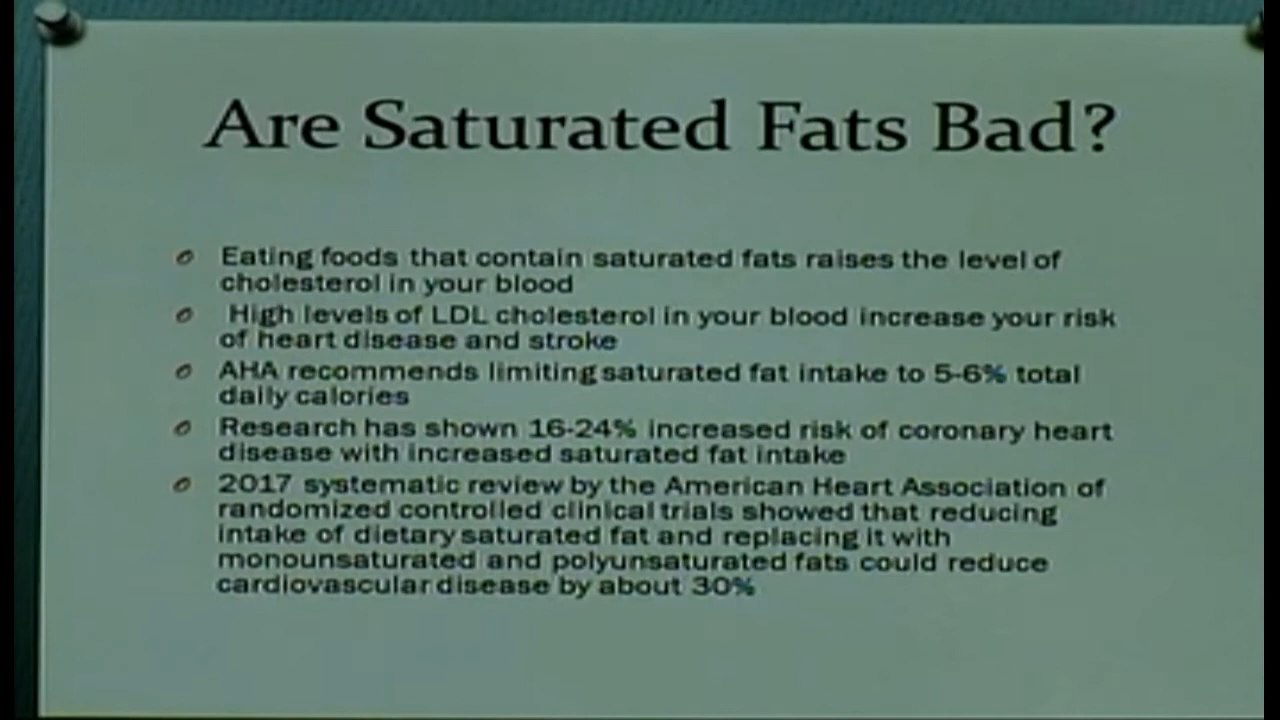 Are Saturated Fats Bad?
Eating foods that contain saturated fats raises the level of
cholesterol in your blood
High levels of LDL cholesterol in your blood increase your risk
of heart disease and stroke
AHA recommends limiting saturated fat intake to 5-6% total
daily calories
Research has shown 16-24% increased risk of coronary heart
disease with increased saturated fat intake
2017 systematic review by the American Heart Association of
randomized controlled clinical trials showed that reducing
intake of dietary saturated fat and replacing it with
monounsaturated and polyunsaturated fats could reduce
cardiovascular disease by about 30%